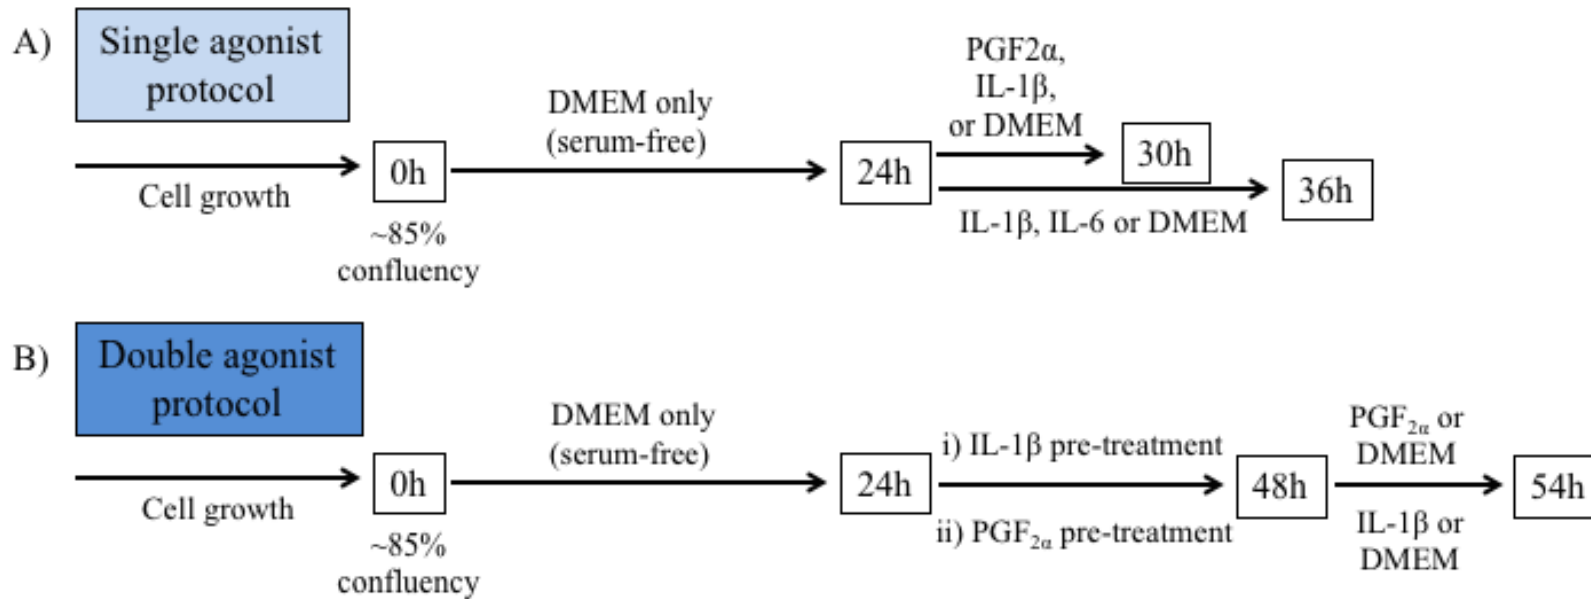 A)
Single agonist
protocol
Cell growth
0h
~85%
confluency
DMEM only
(serum-free)
24h
PGF2α,
IL-1β,
or DMEM
30h
IL-1β, IL-6 or DMEM
36h
B)
Double agonist
protocol
Cell growth
0h
~85%
confluency
DMEM only
(serum-free)
24h
i) IL-1β pre-treatment
ii) PGF₂α pre-treatment
48h
PGF₂α or
DMEM
IL-1β or
DMEM
54h